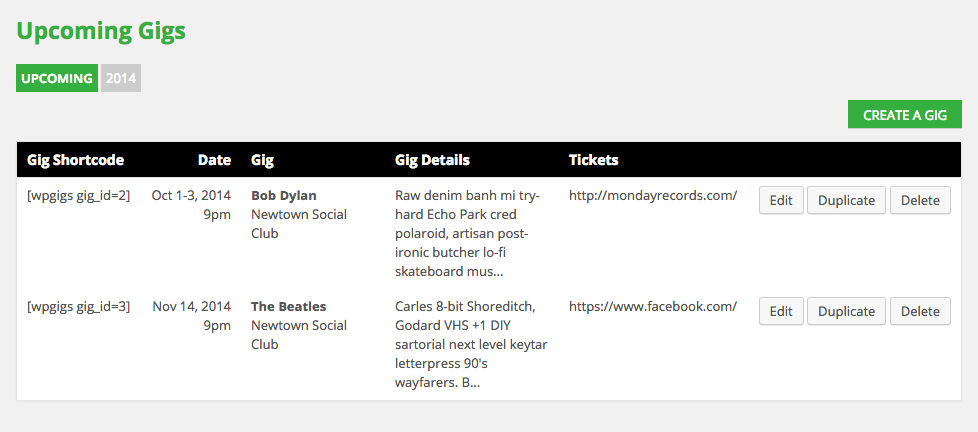 Upcoming Gigs
UPCOMING 2014
CREATE A GIG
Gig Shortcode Date Gig Gig Details Tickets
[wpgigs gig_id=2] Oct 1-3, 2014 Bob Dylan Raw denim banh mi try- http://mondayrecords.com/ Edit Duplicate Delete
9pm Newtown Social hard Echo Park cred
Club polaroid, artisan post-
ironic butcher lo-fi
skateboard mus...
[wpgigs gig_id=3] Nov 14, 2014 The Beatles Carles 8-bit Shoreditch, https://www.facebook.com/ Edit Duplicate Delete
9pm Newtown Social Godard VHS +1 DIY
Club sartorial next level keytar
letterpress 90's
wayfarers. B...